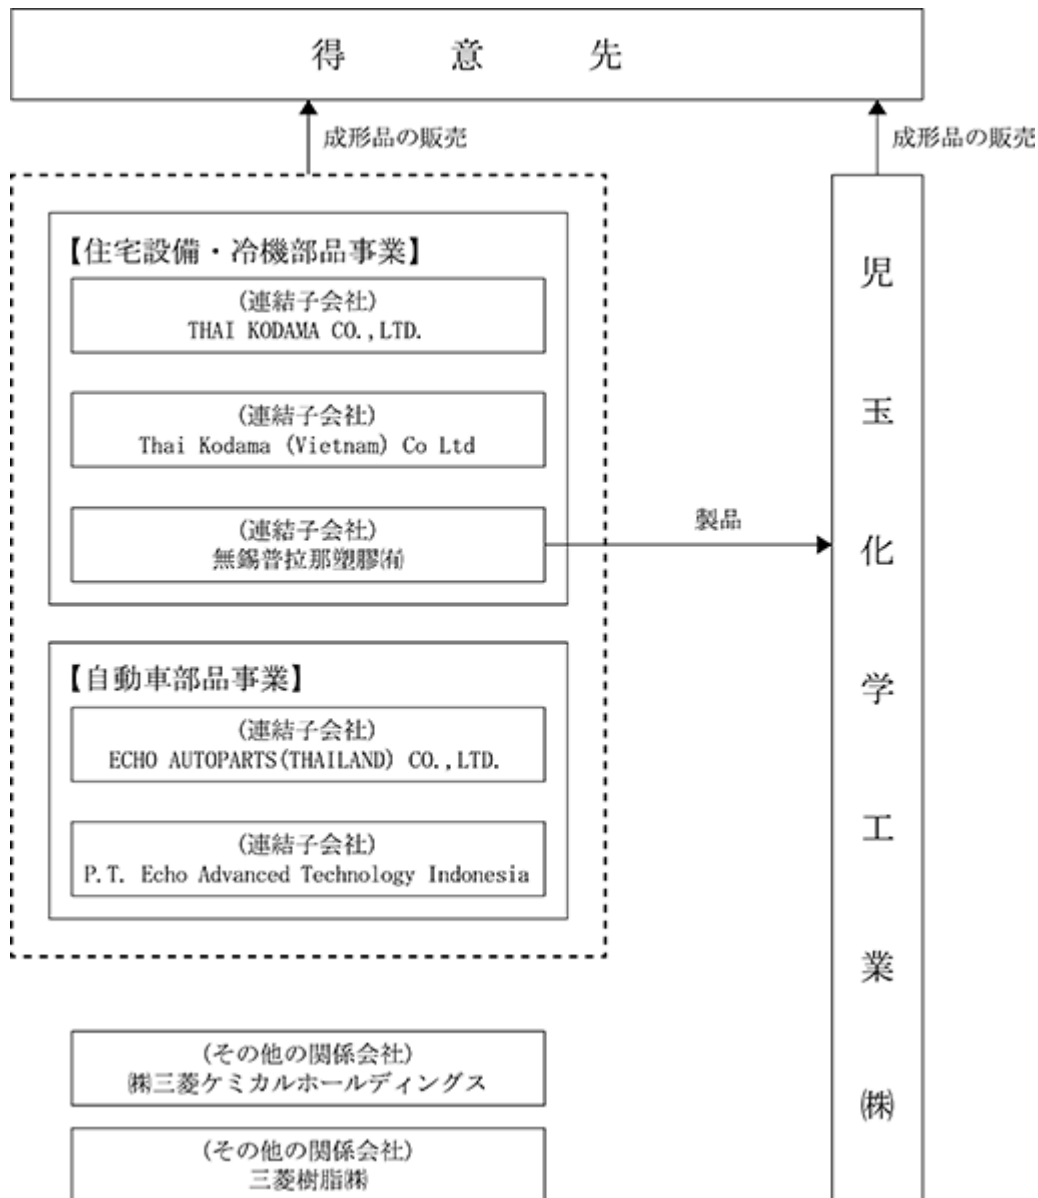 得意先
成形品の販売
成形品の販売
【住宅設備・冷機部品事業】
(連結子会社)
THAI KODAMA CO.,LTD.
(連結子会社)
Thai Kodama (Vietnam) Co Ltd
(連結子会社)
無錫普拉那塑膠㈲
製品
【自動車部品事業】
(連結子会社)
ECHO AUTOPARTS(THAILAND) CO.,LTD.
(連結子会社)
P.T. Echo Advanced Technology Indonesia
児玉化学工業㈱
(その他の関係会社)
㈱三菱ケミカルホールディングス
(その他の関係会社)
三菱樹脂㈱